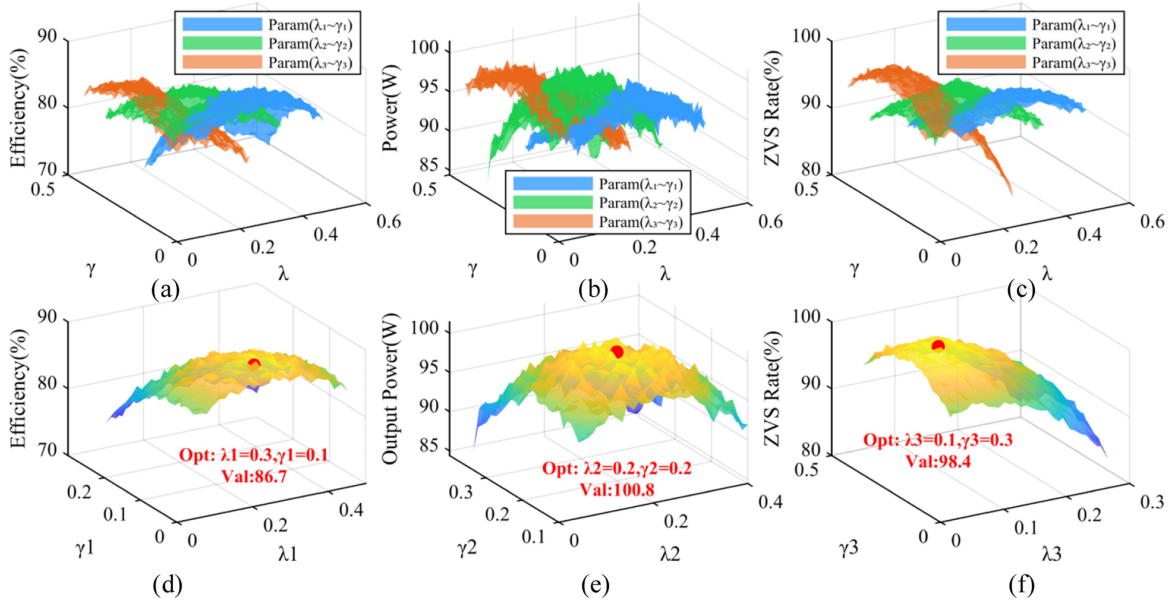 90
80
70
0.5
0
0
0.2
0.4
0.6
Efficiency(%)
γ
λ
Param(λ₁~γ₁)
Param(λ₂~γ₂)
Param(λ₃~γ₃)
(a)
100
95
90
85
0.5
0
0
0.2
0.4
0.6
Power(W)
γ
λ
Param(λ₁~γ₁)
Param(λ₂~γ₂)
Param(λ₃~γ₃)
(b)
100
90
80
0.5
0
0
0.2
0.4
0.6
ZVS Rate(%)
γ
λ
Param(λ₁~γ₁)
Param(λ₂~γ₂)
Param(λ₃~γ₃)
(c)
90
80
70
0.2
0.1
0
0
0.2
0.4
Efficiency(%)
γ1
λ1
Opt: λ1=0.3,γ1=0.1
Val:86.7
(d)
100
95
90
85
0.3
0.2
0.1
0
0.2
0.4
Output Power(W)
γ2
λ2
Opt: λ2=0.2,γ2=0.2
Val:100.8
(e)
100
90
80
0.5
0
0
0.1
0.2
0.3
ZVS Rate(%)
γ3
λ3
Opt: λ3=0.1,γ3=0.3
Val:98.4
(f)